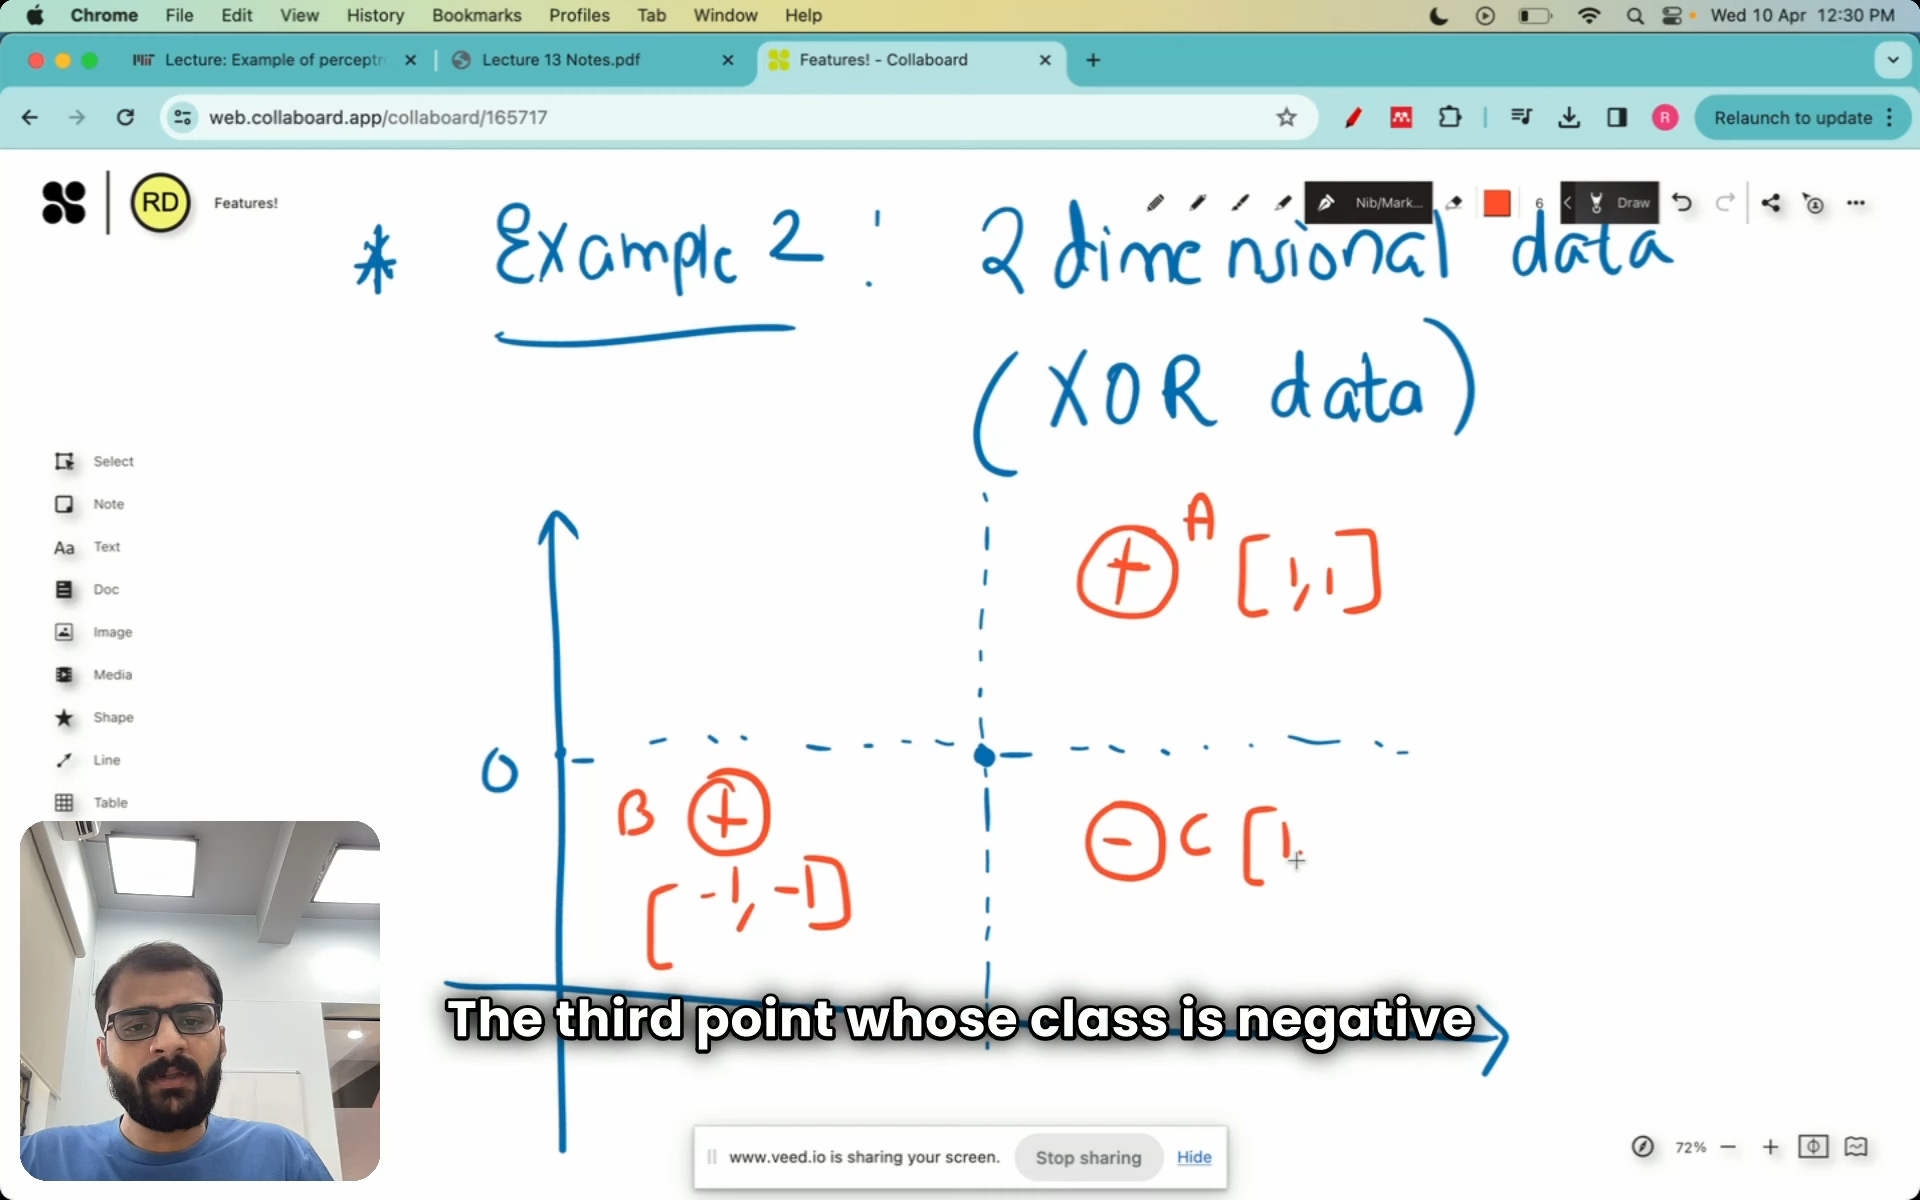 Chrome File Edit View History Bookmarks Profiles Tab Window Help Wed 10 Apr 12:30 PM
MIT Lecture: Example of perceptr Lecture 13 Notes.pdf Features! - Collaboard
web.collaboard.app/collaboard/165717 R Relaunch to update
RD Features! Nib/Mark... 6 Draw
* Example 2 : 2 dimensional data
(XOR data)
Select
Note
Text
Doc
Image
Media
Shape
Line
Table
+ A [1,1]
0
B +
[-1, -1]
- C [1,
The third point whose class is negative
www.veed.io is sharing your screen. Stop sharing Hide
72%